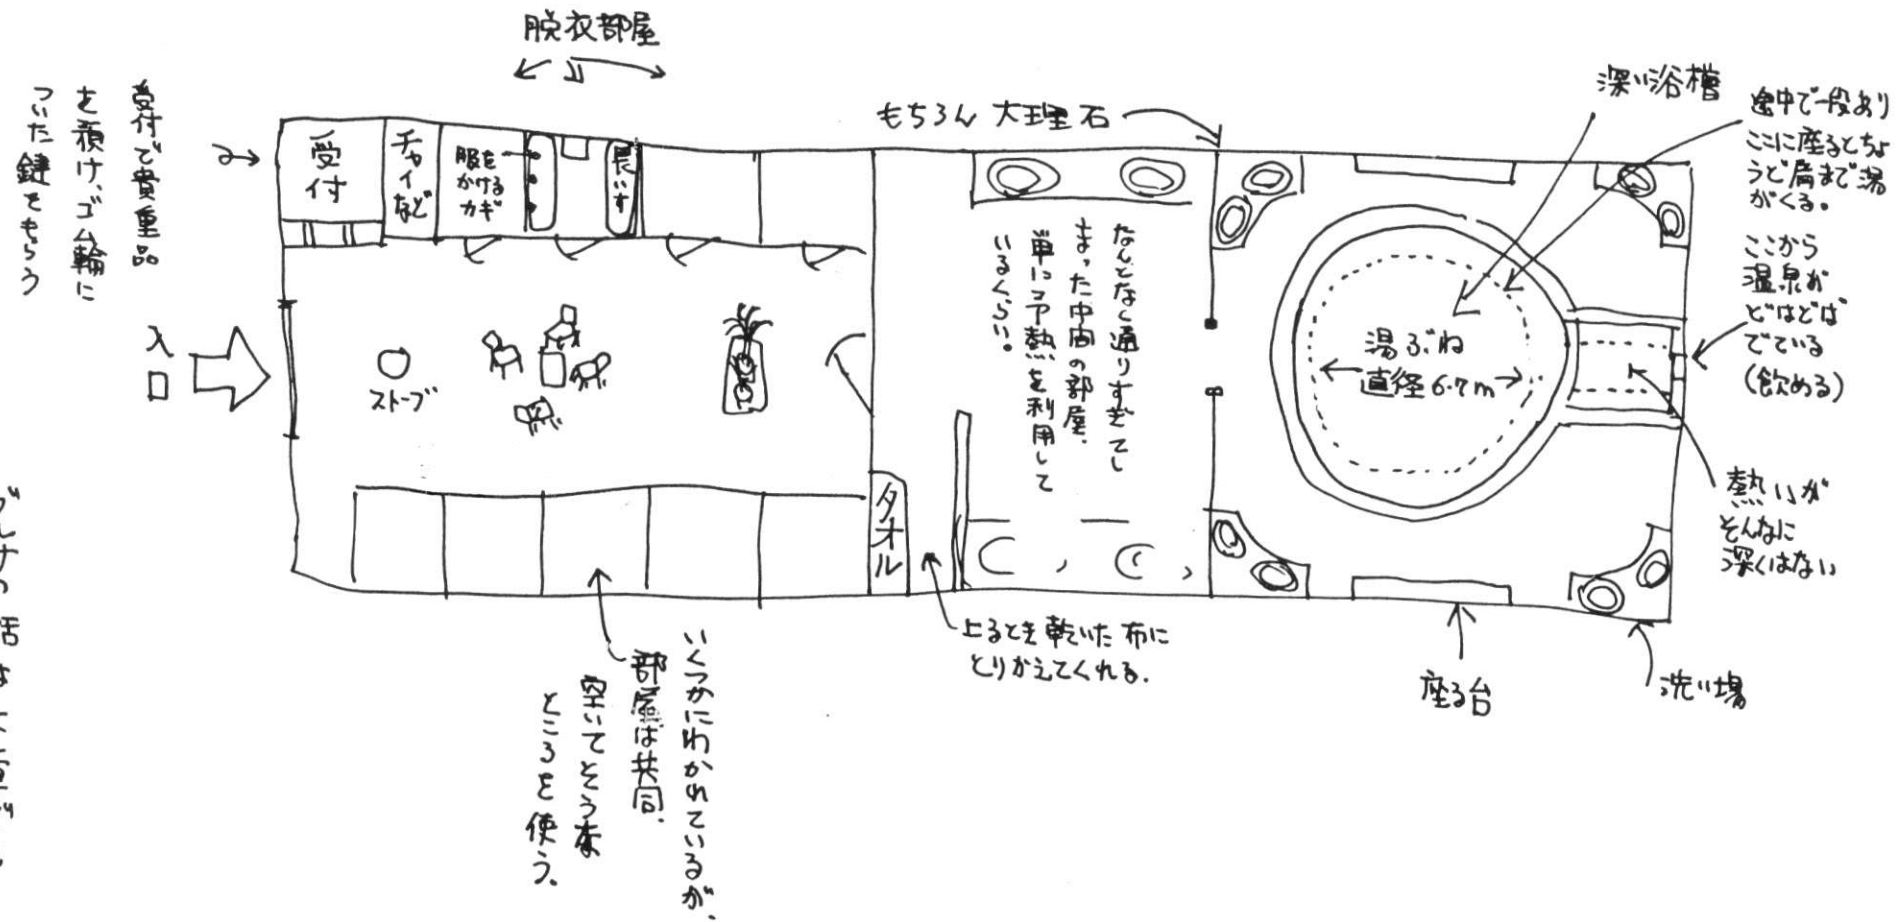 脱衣部屋
受付で貴重品
を預け、ゴム輪に
ついた鍵をもらう
受付
チャイなど
服を
かける
カギ
長いす
もちろん 大理石
深い浴槽
途中で一段あり
ここに座るとちょ
うど肩まで湯
がくる。
ここから
温泉が
どばどば
でている
(飲める)
入口
ストーブ
なんとなく通りすぎてし
まった中間の部屋.
単に予熱を利用して
いるくらい。
湯ぶね
直径6.7m
熱いが
そんなに
深くはない
タオル
上るとき乾いた布に
とりかえてくれる.
いくつかにわかれているが、
部屋は共同.
空いてそうな
ところを使う.
座る台
洗い場